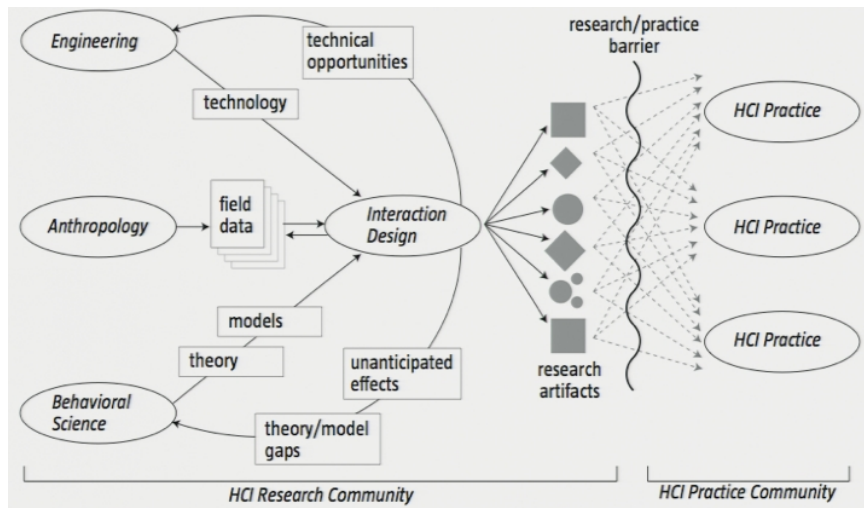 Engineering
technical
opportunities
technology
Anthropology
field
data
Interaction
Design
models
theory
Behavioral
Science
unanticipated
effects
theory/model
gaps
research
artifacts
research/practice
barrier
HCI Practice
HCI Practice
HCI Practice
HCI Research Community
HCI Practice Community